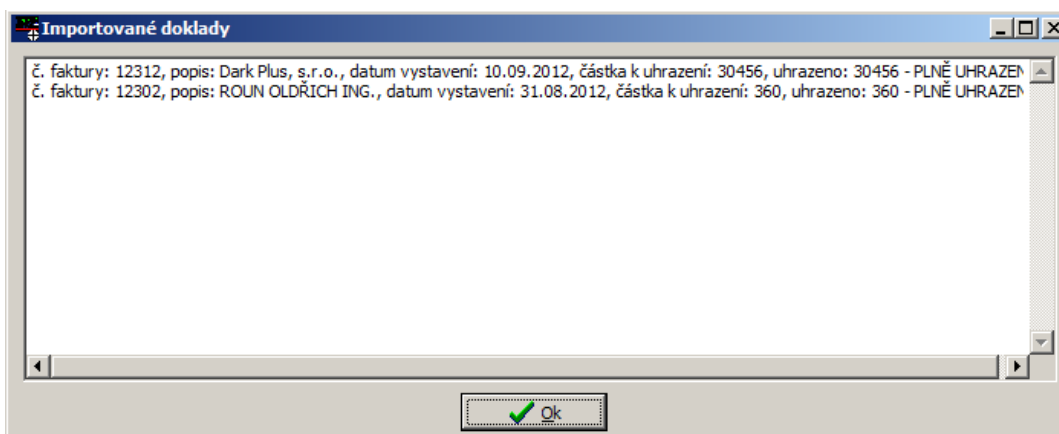 Importované doklady
č. faktury: 12312, popis: Dark Plus, s.r.o., datum vystavení: 10.09.2012, částka k uhrazení: 30456, uhrazeno: 30456 - PLNĚ UHRAZEN
č. faktury: 12302, popis: ROUN OLDŘICH ING., datum vystavení: 31.08.2012, částka k uhrazení: 360, uhrazeno: 360 - PLNĚ UHRAZEN
Ok